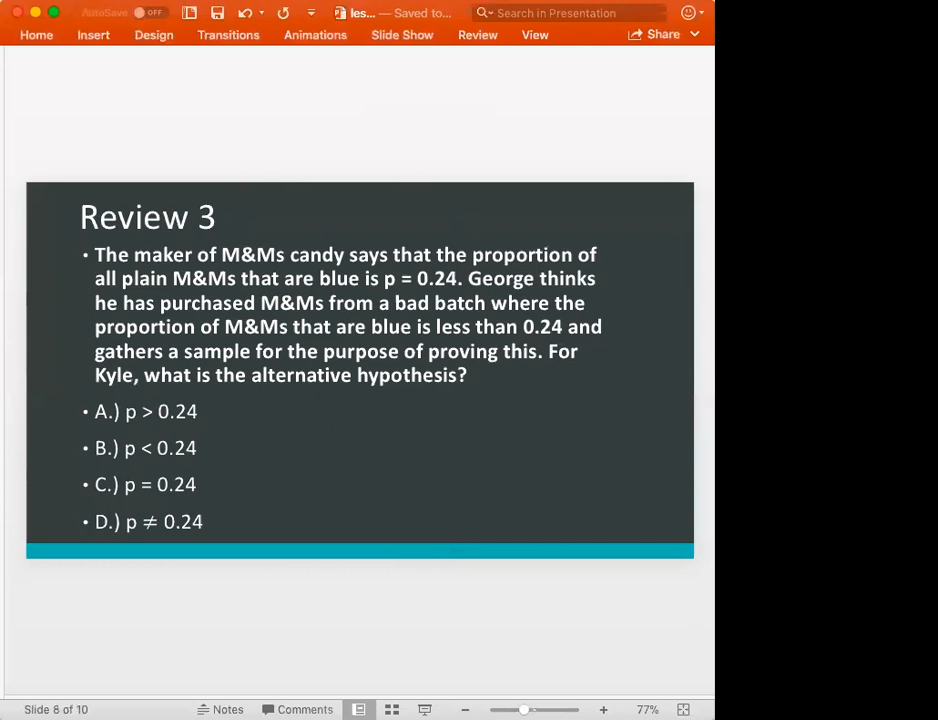 AutoSave OFF les... — Saved to... Search in Presentation
Home Insert Design Transitions Animations Slide Show Review View Share
Review 3
• The maker of M&Ms candy says that the proportion of
all plain M&Ms that are blue is p = 0.24. George thinks
he has purchased M&Ms from a bad batch where the
proportion of M&Ms that are blue is less than 0.24 and
gathers a sample for the purpose of proving this. For
Kyle, what is the alternative hypothesis?
• A.) p > 0.24
• B.) p < 0.24
• C.) p = 0.24
• D.) p ≠ 0.24
Slide 8 of 10 Notes Comments 77%